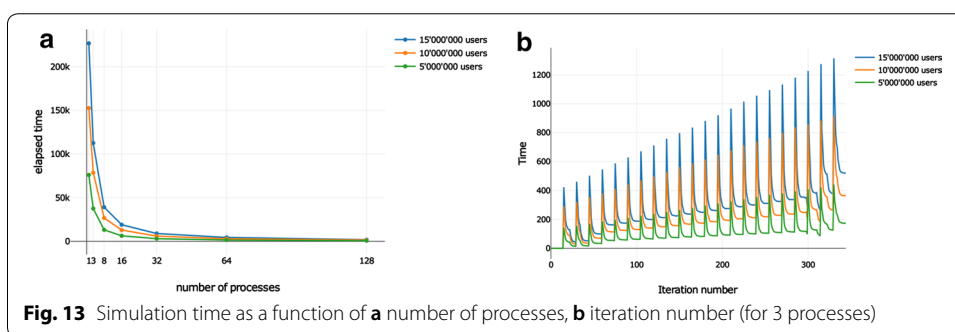 a
15'000'000 users
10'000'000 users
5'000'000 users
200k
150k
100k
50k
0
elapsed time
13 8 16 32 64 128
number of processes
b
15'000'000 users
10'000'000 users
5'000'000 users
1200
1000
800
600
400
200
0
Time
0 100 200 300
Iteration number
Fig. 13 Simulation time as a function of a number of processes, b iteration number (for 3 processes)